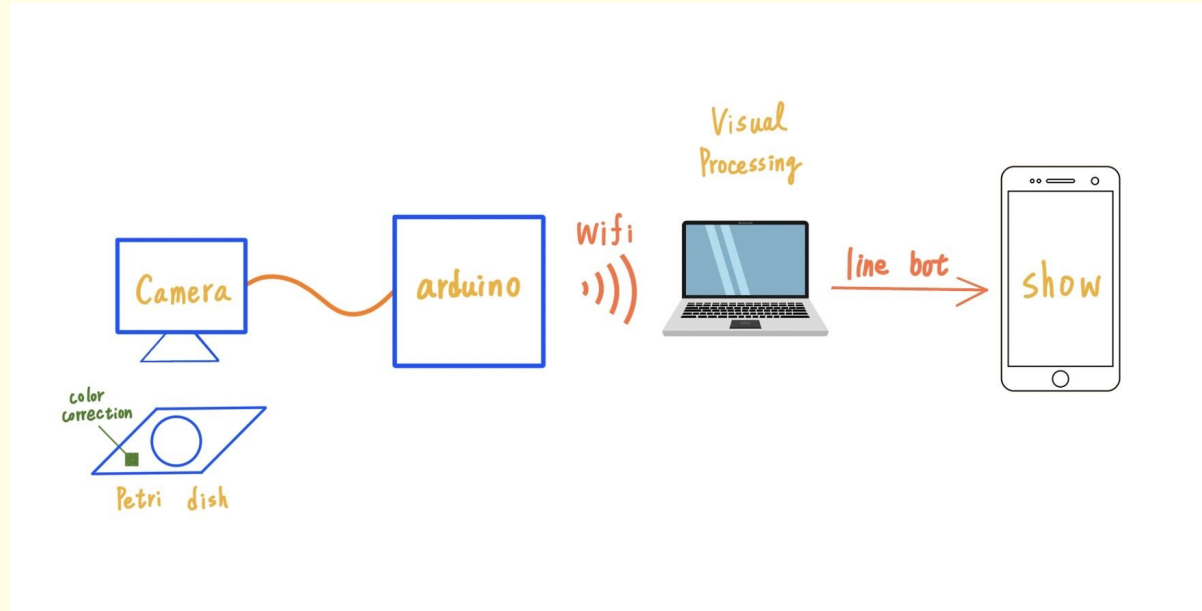 Visual
Processing
Wifi
line bot
Camera
arduino
show
color
correction
Petri dish